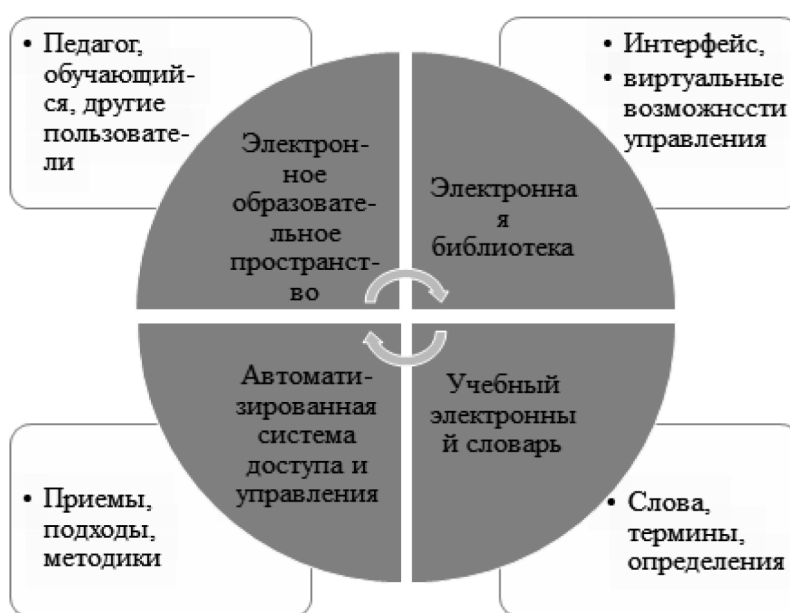 • Педагог,
обучающий-
ся, другие
пользовате-
ли
• Интерфейс,
• виртуальные
возможнссти
управления
Электрон-
ное
образовате-
льное
пространст-
во
Электронна
я
библиотека
Автомати-
зированная
система
доступа и
управления
Учебный
электронны
й словарь
• Приемы,
подходы,
методики
• Слова,
термины,
определения